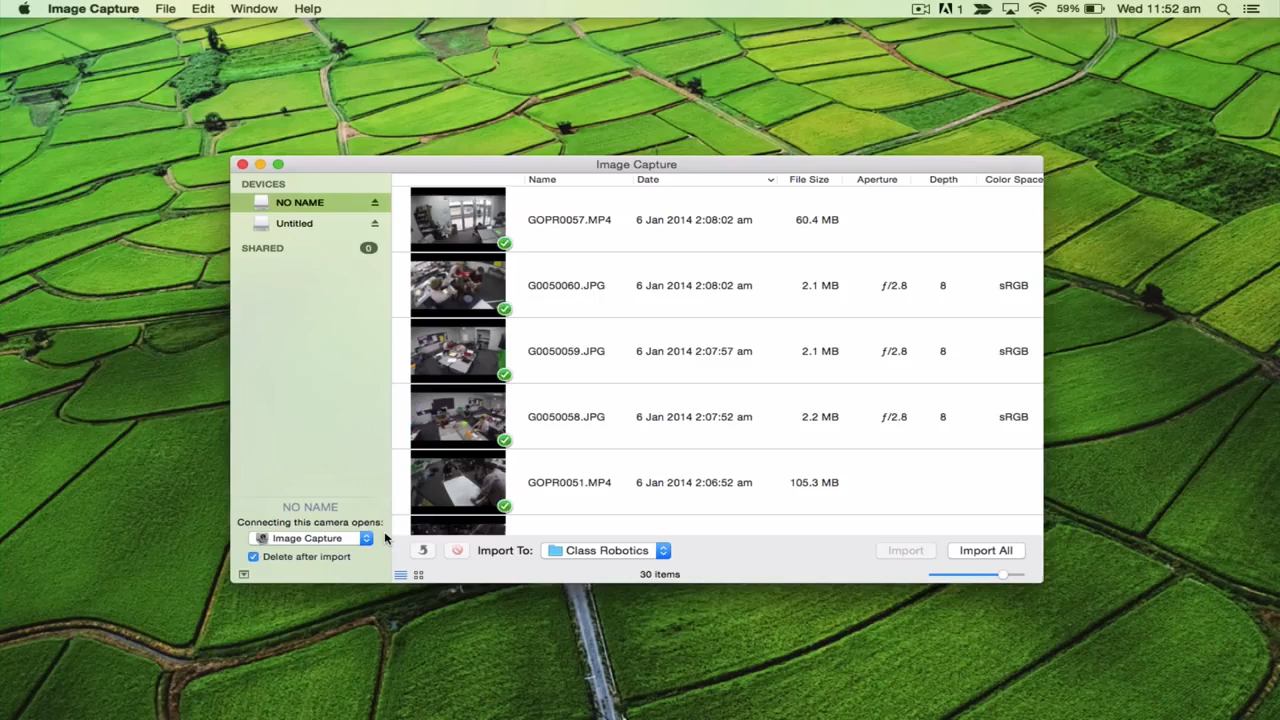 Image Capture File Edit Window Help 1 59% Wed 11:52 am
Image Capture
DEVICES
NO NAME
Untitled
SHARED 0
Name Date File Size Aperture Depth Color Space
GOPR0057.MP4 6 Jan 2014 2:08:02 am 60.4 MB
G0050060.JPG 6 Jan 2014 2:08:02 am 2.1 MB ƒ/2.8 8 sRGB
G0050059.JPG 6 Jan 2014 2:07:57 am 2.1 MB ƒ/2.8 8 sRGB
G0050058.JPG 6 Jan 2014 2:07:52 am 2.2 MB ƒ/2.8 8 sRGB
GOPR0051.MP4 6 Jan 2014 2:06:52 am 105.3 MB
NO NAME
Connecting this camera opens:
Image Capture
Delete after import
Import To: Class Robotics Import Import All
30 items